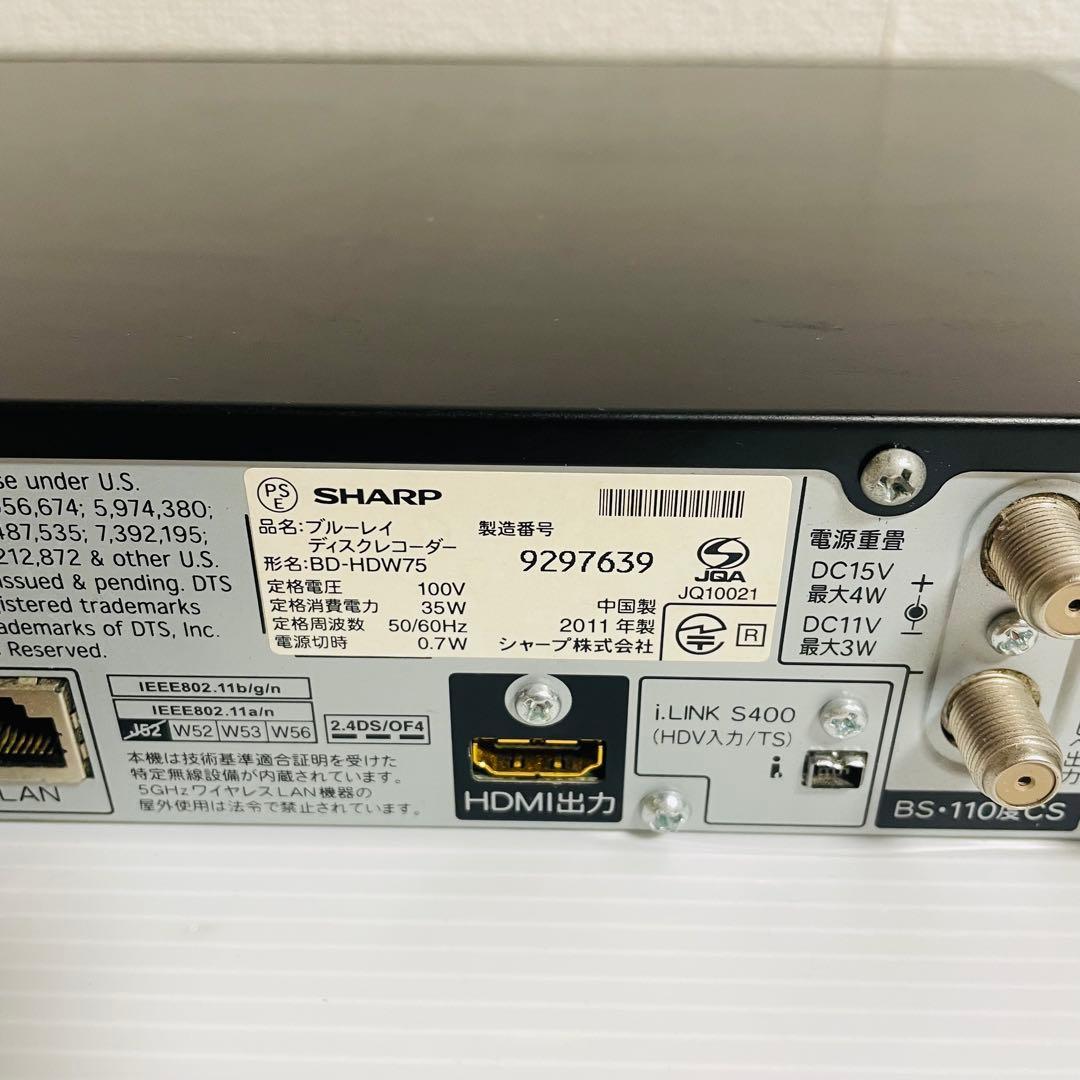 se under U.S.
56,674; 5,974,380;
487,535; 7,392,195;
212,872 & other U.S.
issued & pending. DTS
gistered trademarks
ademarks of DTS, Inc.
Reserved.
PSE
SHARP
品名:ブルーレイ
ディスクレコーダー
形名:BD-HDW75
定格電圧 100V
定格消費電力 35W
定格周波数 50/60Hz
電源切時 0.7W
製造番号
9297639
中国製
2011年製
シャープ株式会社
JQA
JQ10021
R
電源重畳
DC15V
最大4W
DC11V
最大3W
LAN
IEEE802.11b/g/n
IEEE802.11a/n
J52 W52 W53 W56
2.4DS/OF4
本機は技術基準適合証明を受けた
特定無線設備が内蔵されています。
5GHzワイヤレスLAN機器の
屋外使用は法令で禁止されています。
HDMI出力
i.LINK S400
(HDV入力/TS)
i.
BS・110度CS